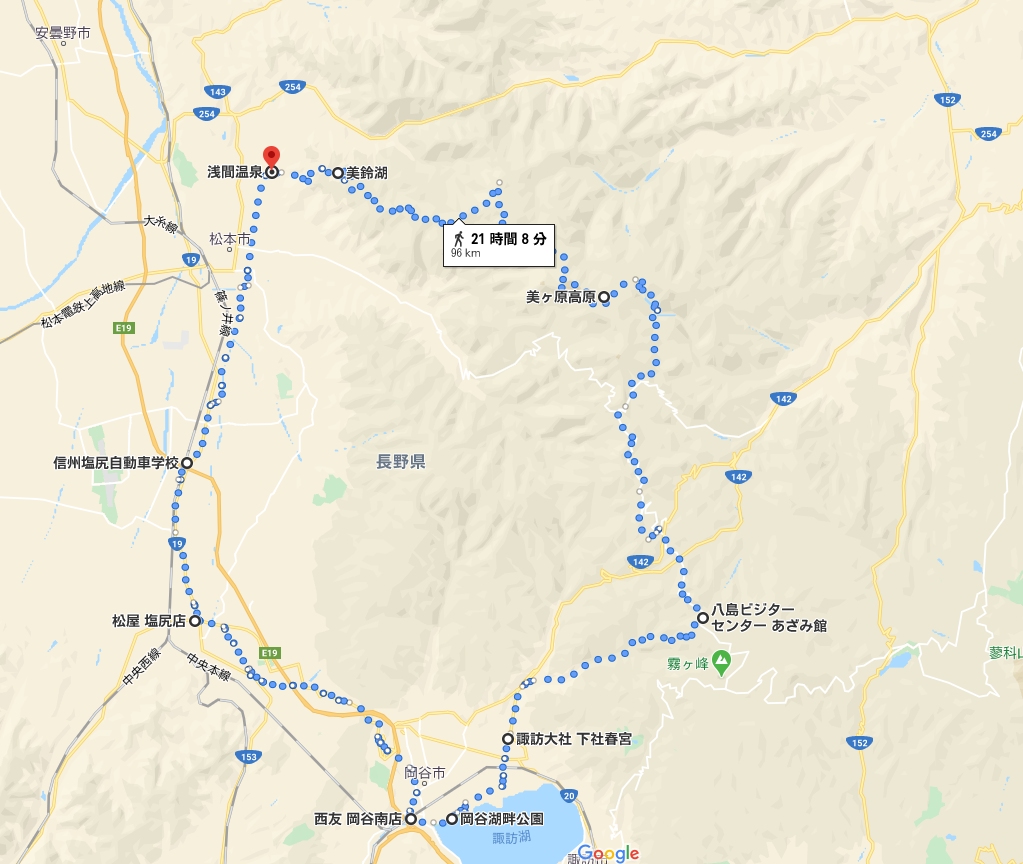 安曇野市
143
254
254
152
254
浅間温泉
美鈴湖
大糸線
松本市
21 時間 8 分
96 km
19
松本電鉄上高地線
篠ノ井線
美ヶ原高原
E19
142
信州塩尻自動車学校
長野県
142
19
142
八島ビジター
センター あざみ館
松屋 塩尻店
E19
中央西線
中央本線
霧ヶ峰
蓼科山
諏訪大社 下社春宮
152
153
岡谷市
20
西友 岡谷南店
岡谷湖畔公園
諏訪湖
Google